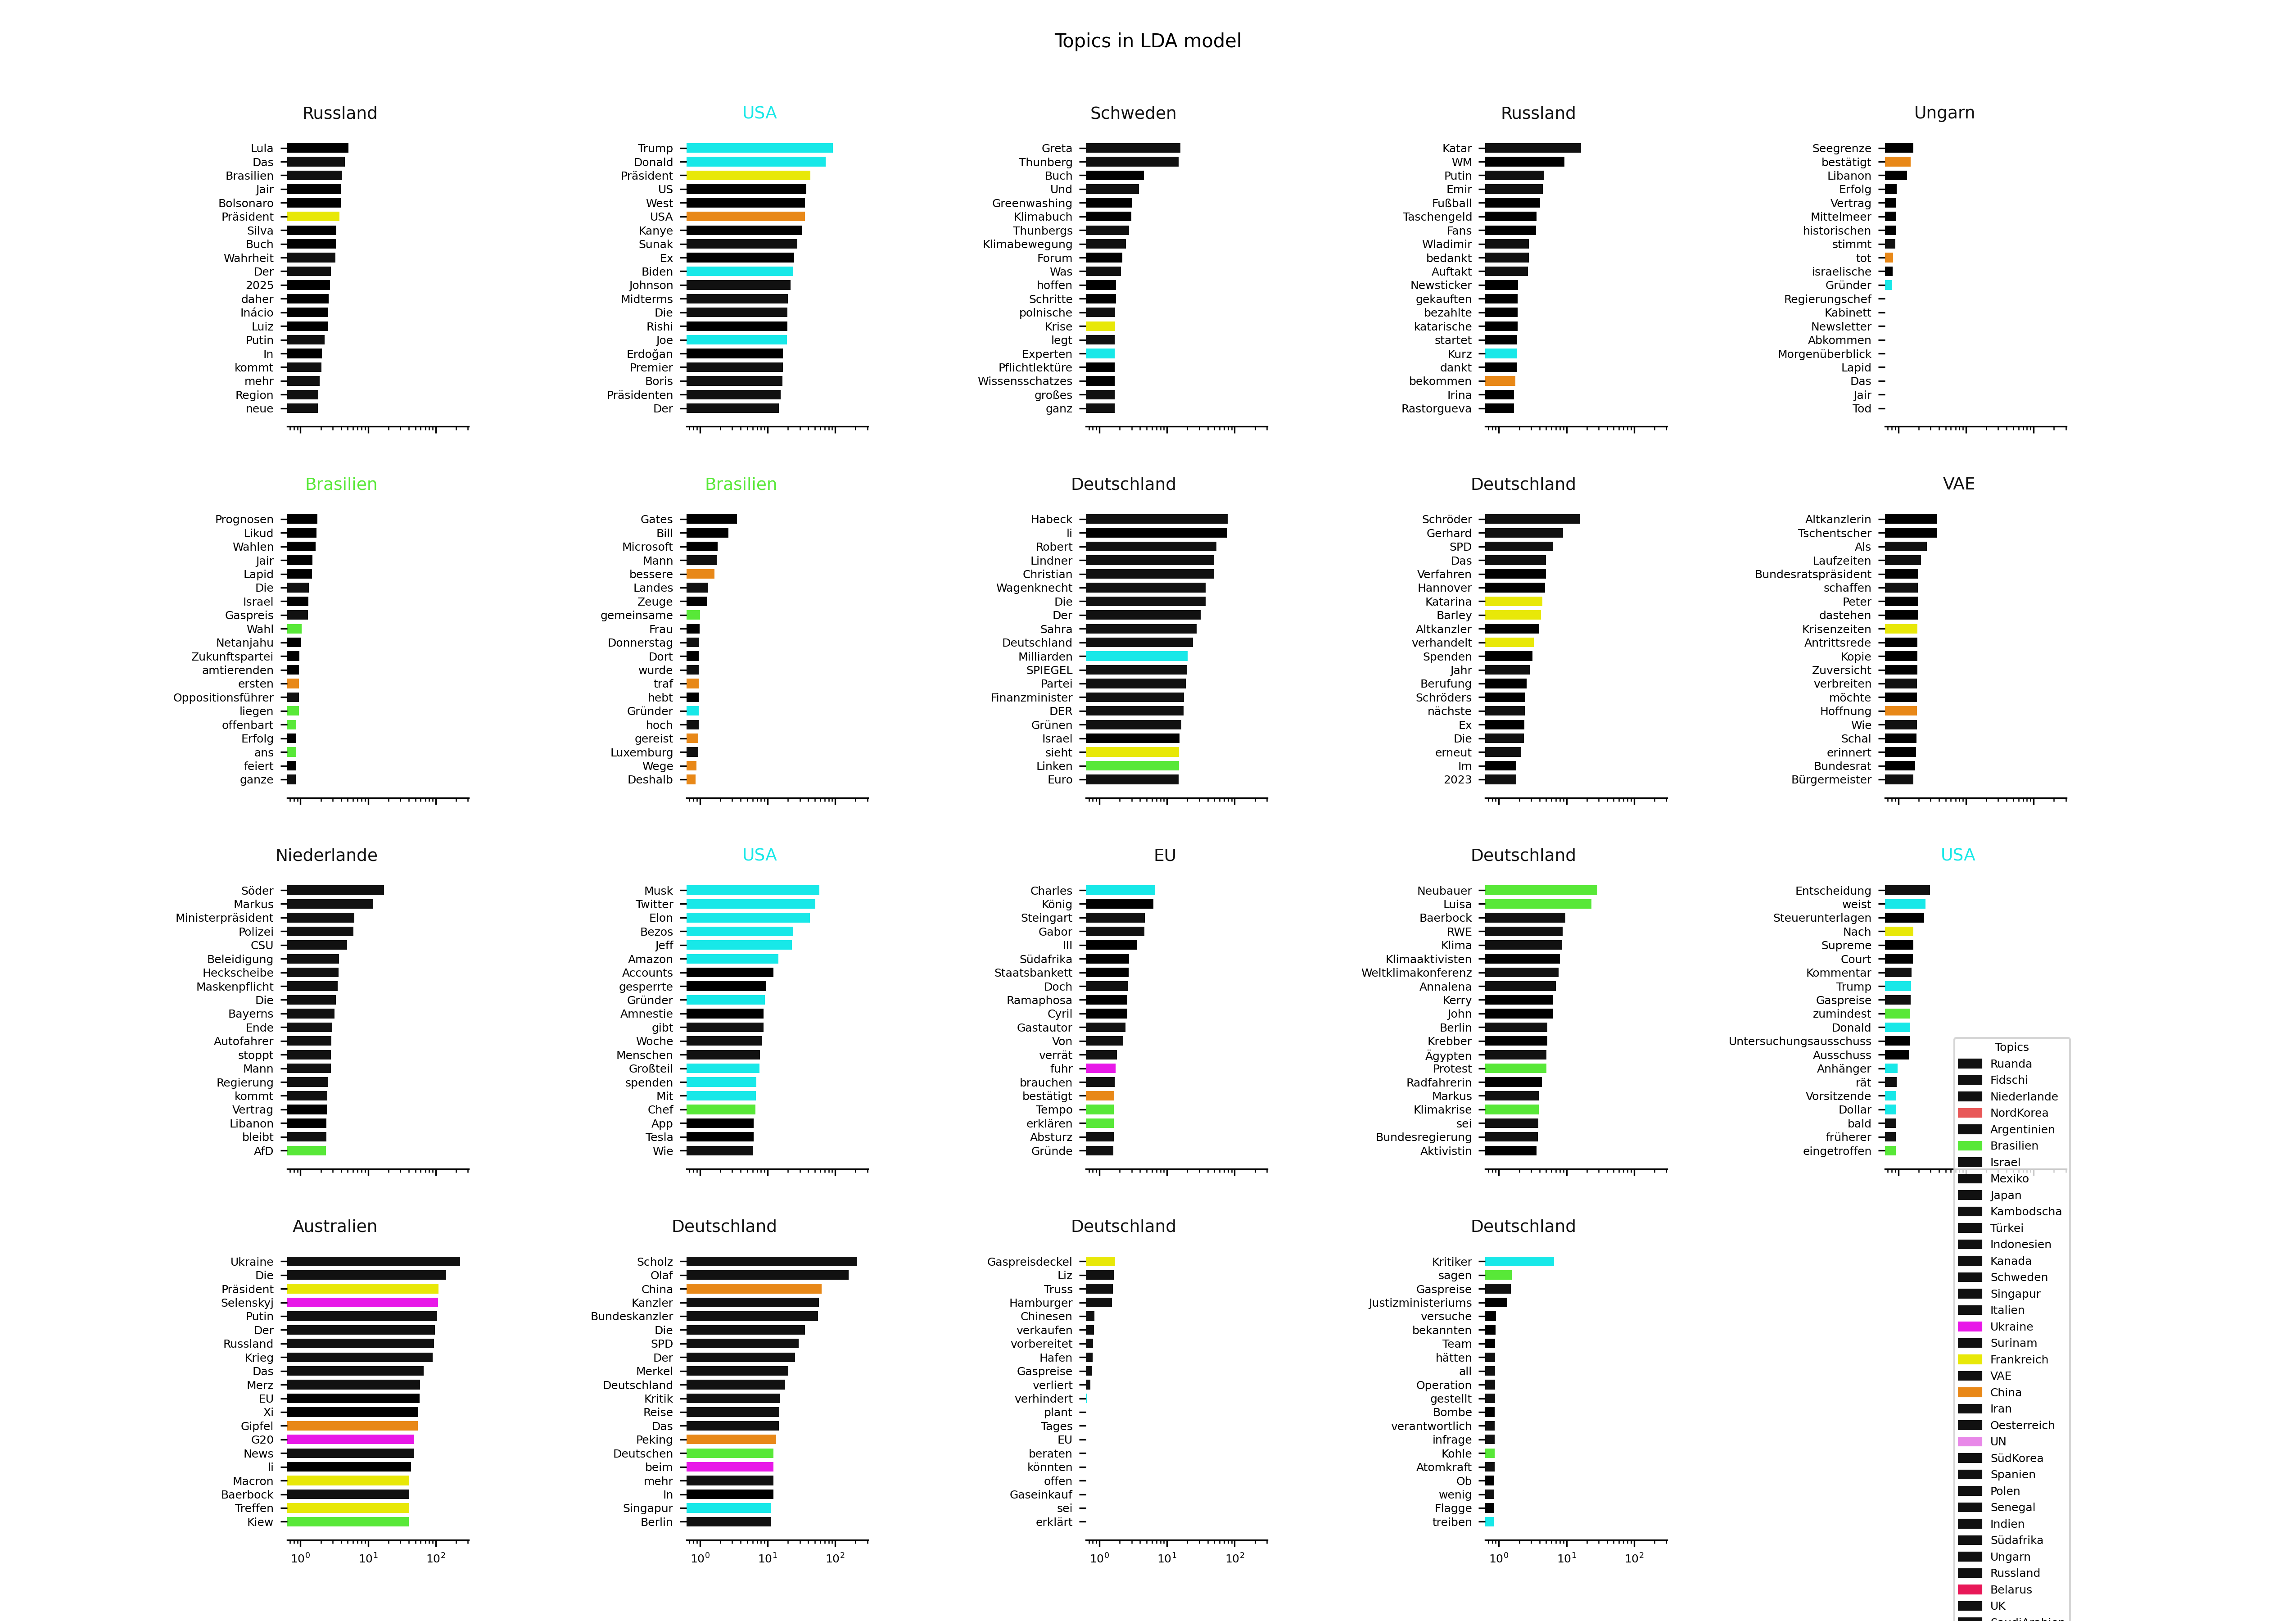 Topics in LDA model
Russland
Lula
Das
Brasilien
Jair
Bolsonaro
Präsident
Silva
Buch
Wahrheit
Der
2025
daher
Inácio
Luiz
Putin
In
kommt
mehr
Region
neue
USA
Trump
Donald
Präsident
US
West
USA
Kanye
Sunak
Ex
Biden
Johnson
Midterms
Die
Rishi
Joe
Erdoğan
Premier
Boris
Präsidenten
Der
Schweden
Greta
Thunberg
Buch
Und
Greenwashing
Klimabuch
Thunbergs
Klimabewegung
Forum
Was
hoffen
Schritte
polnische
Krise
legt
Experten
Pflichtlektüre
Wissensschatzes
großes
ganz
Russland
Katar
WM
Putin
Emir
Fußball
Taschengeld
Fans
Wladimir
bedankt
Auftakt
Newsticker
gekauften
bezahlte
katarische
startet
Kurz
dankt
bekommen
Irina
Rastorgueva
Ungarn
Seegrenze
bestätigt
Libanon
Erfolg
Vertrag
Mittelmeer
historischen
stimmt
tot
israelische
Gründer
Regierungschef
Kabinett
Newsletter
Abkommen
Morgenüberblick
Lapid
Das
Jair
Tod
Brasilien
Prognosen
Likud
Wahlen
Jair
Lapid
Die
Israel
Gaspreis
Wahl
Netanjahu
Zukunftspartei
amtierenden
ersten
Oppositionsführer
liegen
offenbart
Erfolg
ans
feiert
ganze
Brasilien
Gates
Bill
Microsoft
Mann
bessere
Landes
Zeuge
gemeinsame
Frau
Donnerstag
Dort
wurde
traf
hebt
Gründer
hoch
gereist
Luxemburg
Wege
Deshalb
Deutschland
Habeck
li
Robert
Lindner
Christian
Wagenknecht
Die
Der
Sahra
Deutschland
Milliarden
SPIEGEL
Partei
Finanzminister
DER
Grünen
Israel
sieht
Linken
Euro
Deutschland
Schröder
Gerhard
SPD
Das
Verfahren
Hannover
Katarina
Barley
Altkanzler
verhandelt
Spenden
Jahr
Berufung
Schröders
nächste
Ex
Die
erneut
Im
2023
VAE
Altkanzlerin
Tschentscher
Als
Laufzeiten
Bundesratspräsident
schaffen
Peter
dastehen
Krisenzeiten
Antrittsrede
Kopie
Zuversicht
verbreiten
möchte
Hoffnung
Wie
Schal
erinnert
Bundesrat
Bürgermeister
Niederlande
Söder
Markus
Ministerpräsident
Polizei
CSU
Beleidigung
Heckscheibe
Maskenpflicht
Die
Bayerns
Ende
Autofahrer
stoppt
Mann
Regierung
kommt
Vertrag
Libanon
bleibt
AfD
USA
Musk
Twitter
Elon
Bezos
Jeff
Amazon
Accounts
gesperrte
Gründer
Amnestie
gibt
Woche
Menschen
Großteil
spenden
Mit
Chef
App
Tesla
Wie
EU
Charles
König
Steingart
Gabor
III
Südafrika
Staatsbankett
Doch
Ramaphosa
Cyril
Gastautor
Von
verrät
fuhr
brauchen
bestätigt
Tempo
erklären
Absturz
Gründe
Deutschland
Neubauer
Luisa
Baerbock
RWE
Klima
Klimaaktivisten
Weltklimakonferenz
Annalena
Kerry
John
Berlin
Krebber
Ägypten
Protest
Radfahrerin
Markus
Klimakrise
sei
Bundesregierung
Aktivistin
USA
Entscheidung
weist
Steuerunterlagen
Nach
Supreme
Court
Kommentar
Trump
Gaspreise
zumindest
Donald
Untersuchungsausschuss
Ausschuss
Anhänger
rät
Vorsitzende
Dollar
bald
früherer
eingetroffen
Australien
Ukraine
Die
Präsident
Selenskyj
Putin
Der
Russland
Krieg
Das
Merz
EU
Xi
Gipfel
G20
News
li
Macron
Baerbock
Treffen
Kiew
10⁰ 10¹ 10²
Deutschland
Scholz
Olaf
China
Kanzler
Bundeskanzler
Die
SPD
Der
Merkel
Deutschland
Kritik
Reise
Das
Peking
Deutschen
beim
mehr
In
Singapur
Berlin
10⁰ 10¹ 10²
Deutschland
Gaspreisdeckel
Liz
Truss
Hamburger
Chinesen
verkaufen
vorbereitet
Hafen
Gaspreise
verliert
verhindert
plant
Tages
EU
beraten
könnten
offen
Gaseinkauf
sei
erklärt
10⁰ 10¹ 10²
Deutschland
Kritiker
sagen
Gaspreise
Justizministeriums
versuche
bekannten
Team
hätten
all
Operation
gestellt
Bombe
verantwortlich
infrage
Kohle
Atomkraft
Ob
wenig
Flagge
treiben
10⁰ 10¹ 10²
Topics
Ruanda
Fidschi
Niederlande
NordKorea
Argentinien
Brasilien
Israel
Mexiko
Japan
Kambodscha
Türkei
Indonesien
Kanada
Schweden
Singapur
Italien
Ukraine
Surinam
Frankreich
VAE
China
Iran
Oesterreich
UN
SüdKorea
Spanien
Polen
Senegal
Indien
Südafrika
Ungarn
Russland
Belarus
UK